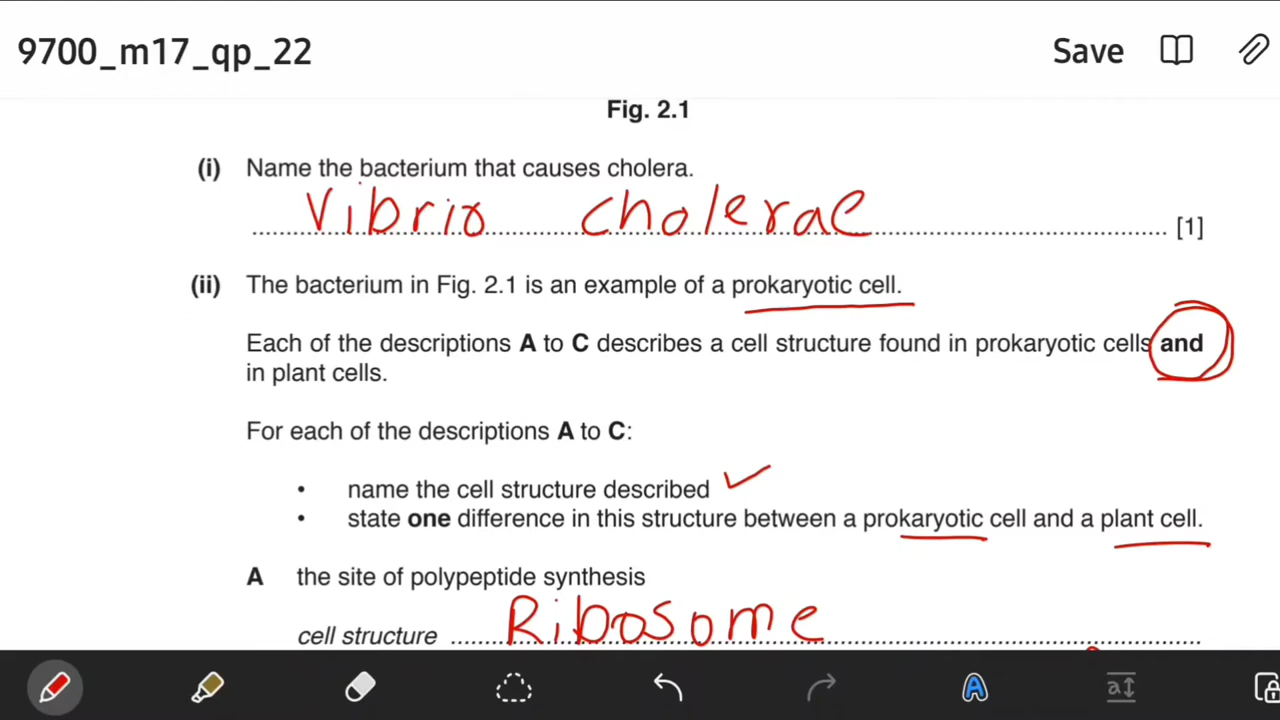 9700_m17_qp_22
Save
Fig. 2.1
(i) Name the bacterium that causes cholera.
Vibrio cholerae [1]
(ii) The bacterium in Fig. 2.1 is an example of a prokaryotic cell.
Each of the descriptions A to C describes a cell structure found in prokaryotic cells and
in plant cells.
For each of the descriptions A to C:
• name the cell structure described
• state one difference in this structure between a prokaryotic cell and a plant cell.
A the site of polypeptide synthesis
cell structure Ribosome
A
a